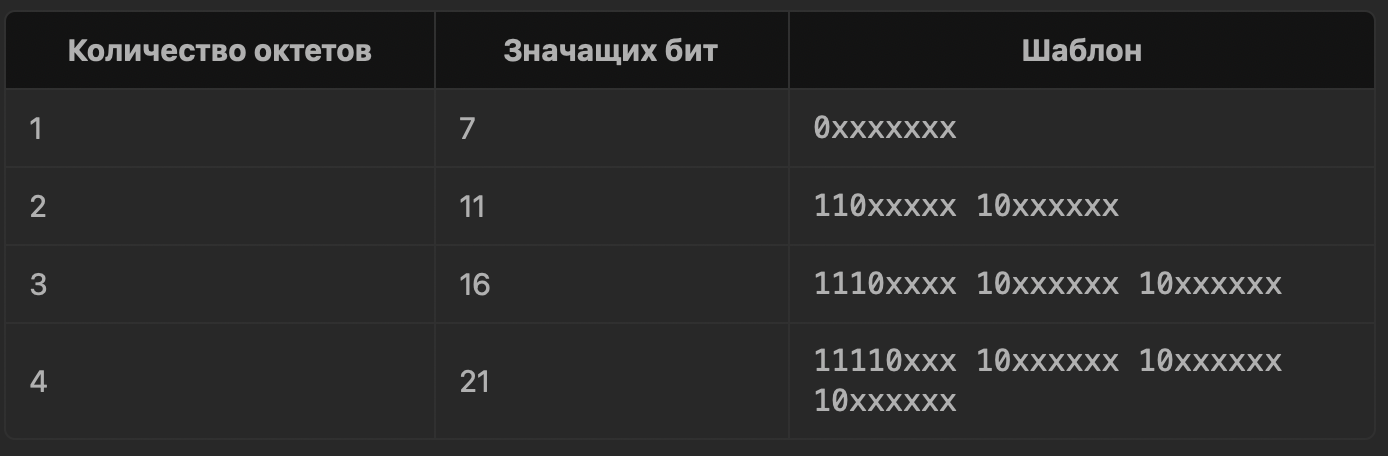 Количество октетов Значащих бит Шаблон
1 7 0xxxxxxx
2 11 110xxxxx 10xxxxxx
3 16 1110xxxx 10xxxxxx 10xxxxxx
4 21 11110xxx 10xxxxxx 10xxxxxx
10xxxxxx